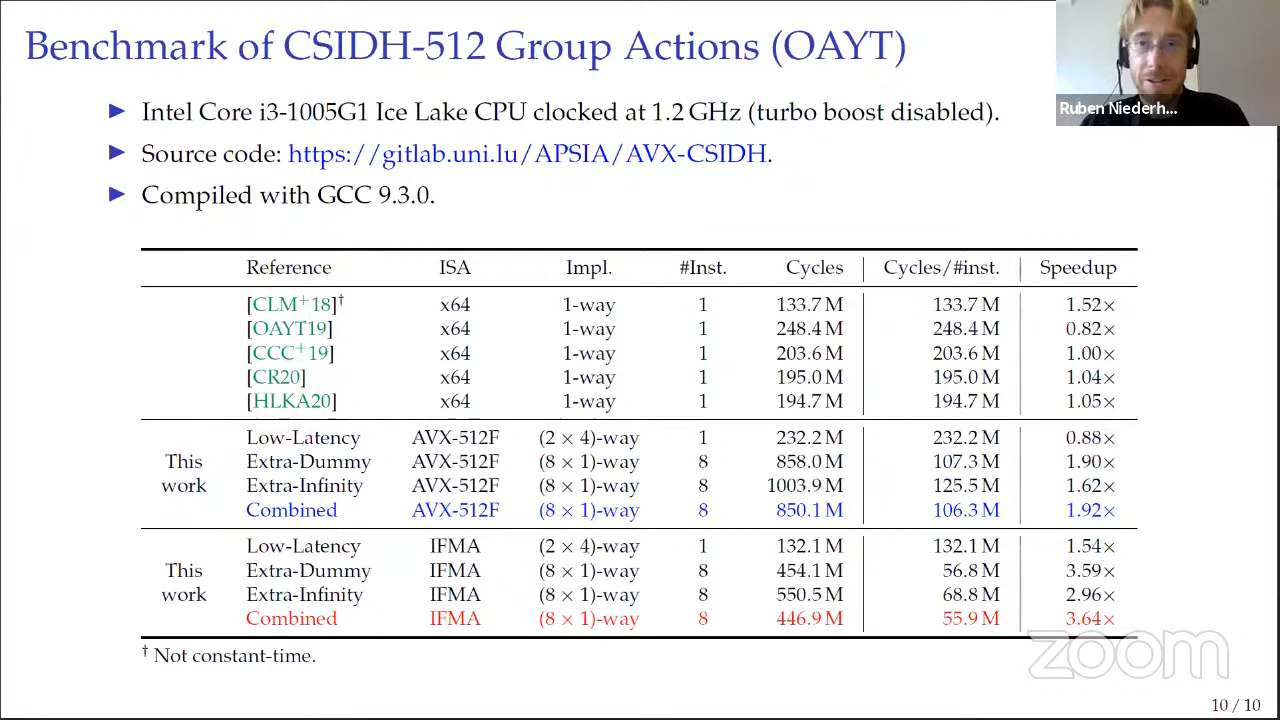 Benchmark of CSIDH-512 Group Actions (OAYT)
Ruben Niederh...
▶ Intel Core i3-1005G1 Ice Lake CPU clocked at 1.2 GHz (turbo boost disabled).
▶ Source code: https://gitlab.uni.lu/APSIA/AVX-CSIDH.
▶ Compiled with GCC 9.3.0.
Reference ISA Impl. #Inst. Cycles Cycles/#inst. Speedup
[CLM+18]† x64 1-way 1 133.7 M 133.7 M 1.52×
[OAYT19] x64 1-way 1 248.4 M 248.4 M 0.82×
[CCC+19] x64 1-way 1 203.6 M 203.6 M 1.00×
[CR20] x64 1-way 1 195.0 M 195.0 M 1.04×
[HLKA20] x64 1-way 1 194.7 M 194.7 M 1.05×
Low-Latency AVX-512F (2 × 4)-way 1 232.2 M 232.2 M 0.88×
This Extra-Dummy AVX-512F (8 × 1)-way 8 858.0 M 107.3 M 1.90×
work Extra-Infinity AVX-512F (8 × 1)-way 8 1003.9 M 125.5 M 1.62×
Combined AVX-512F (8 × 1)-way 8 850.1 M 106.3 M 1.92×
Low-Latency IFMA (2 × 4)-way 1 132.1 M 132.1 M 1.54×
This Extra-Dummy IFMA (8 × 1)-way 8 454.1 M 56.8 M 3.59×
work Extra-Infinity IFMA (8 × 1)-way 8 550.5 M 68.8 M 2.96×
Combined IFMA (8 × 1)-way 8 446.9 M 55.9 M 3.64×
† Not constant-time.
zoom
10 / 10